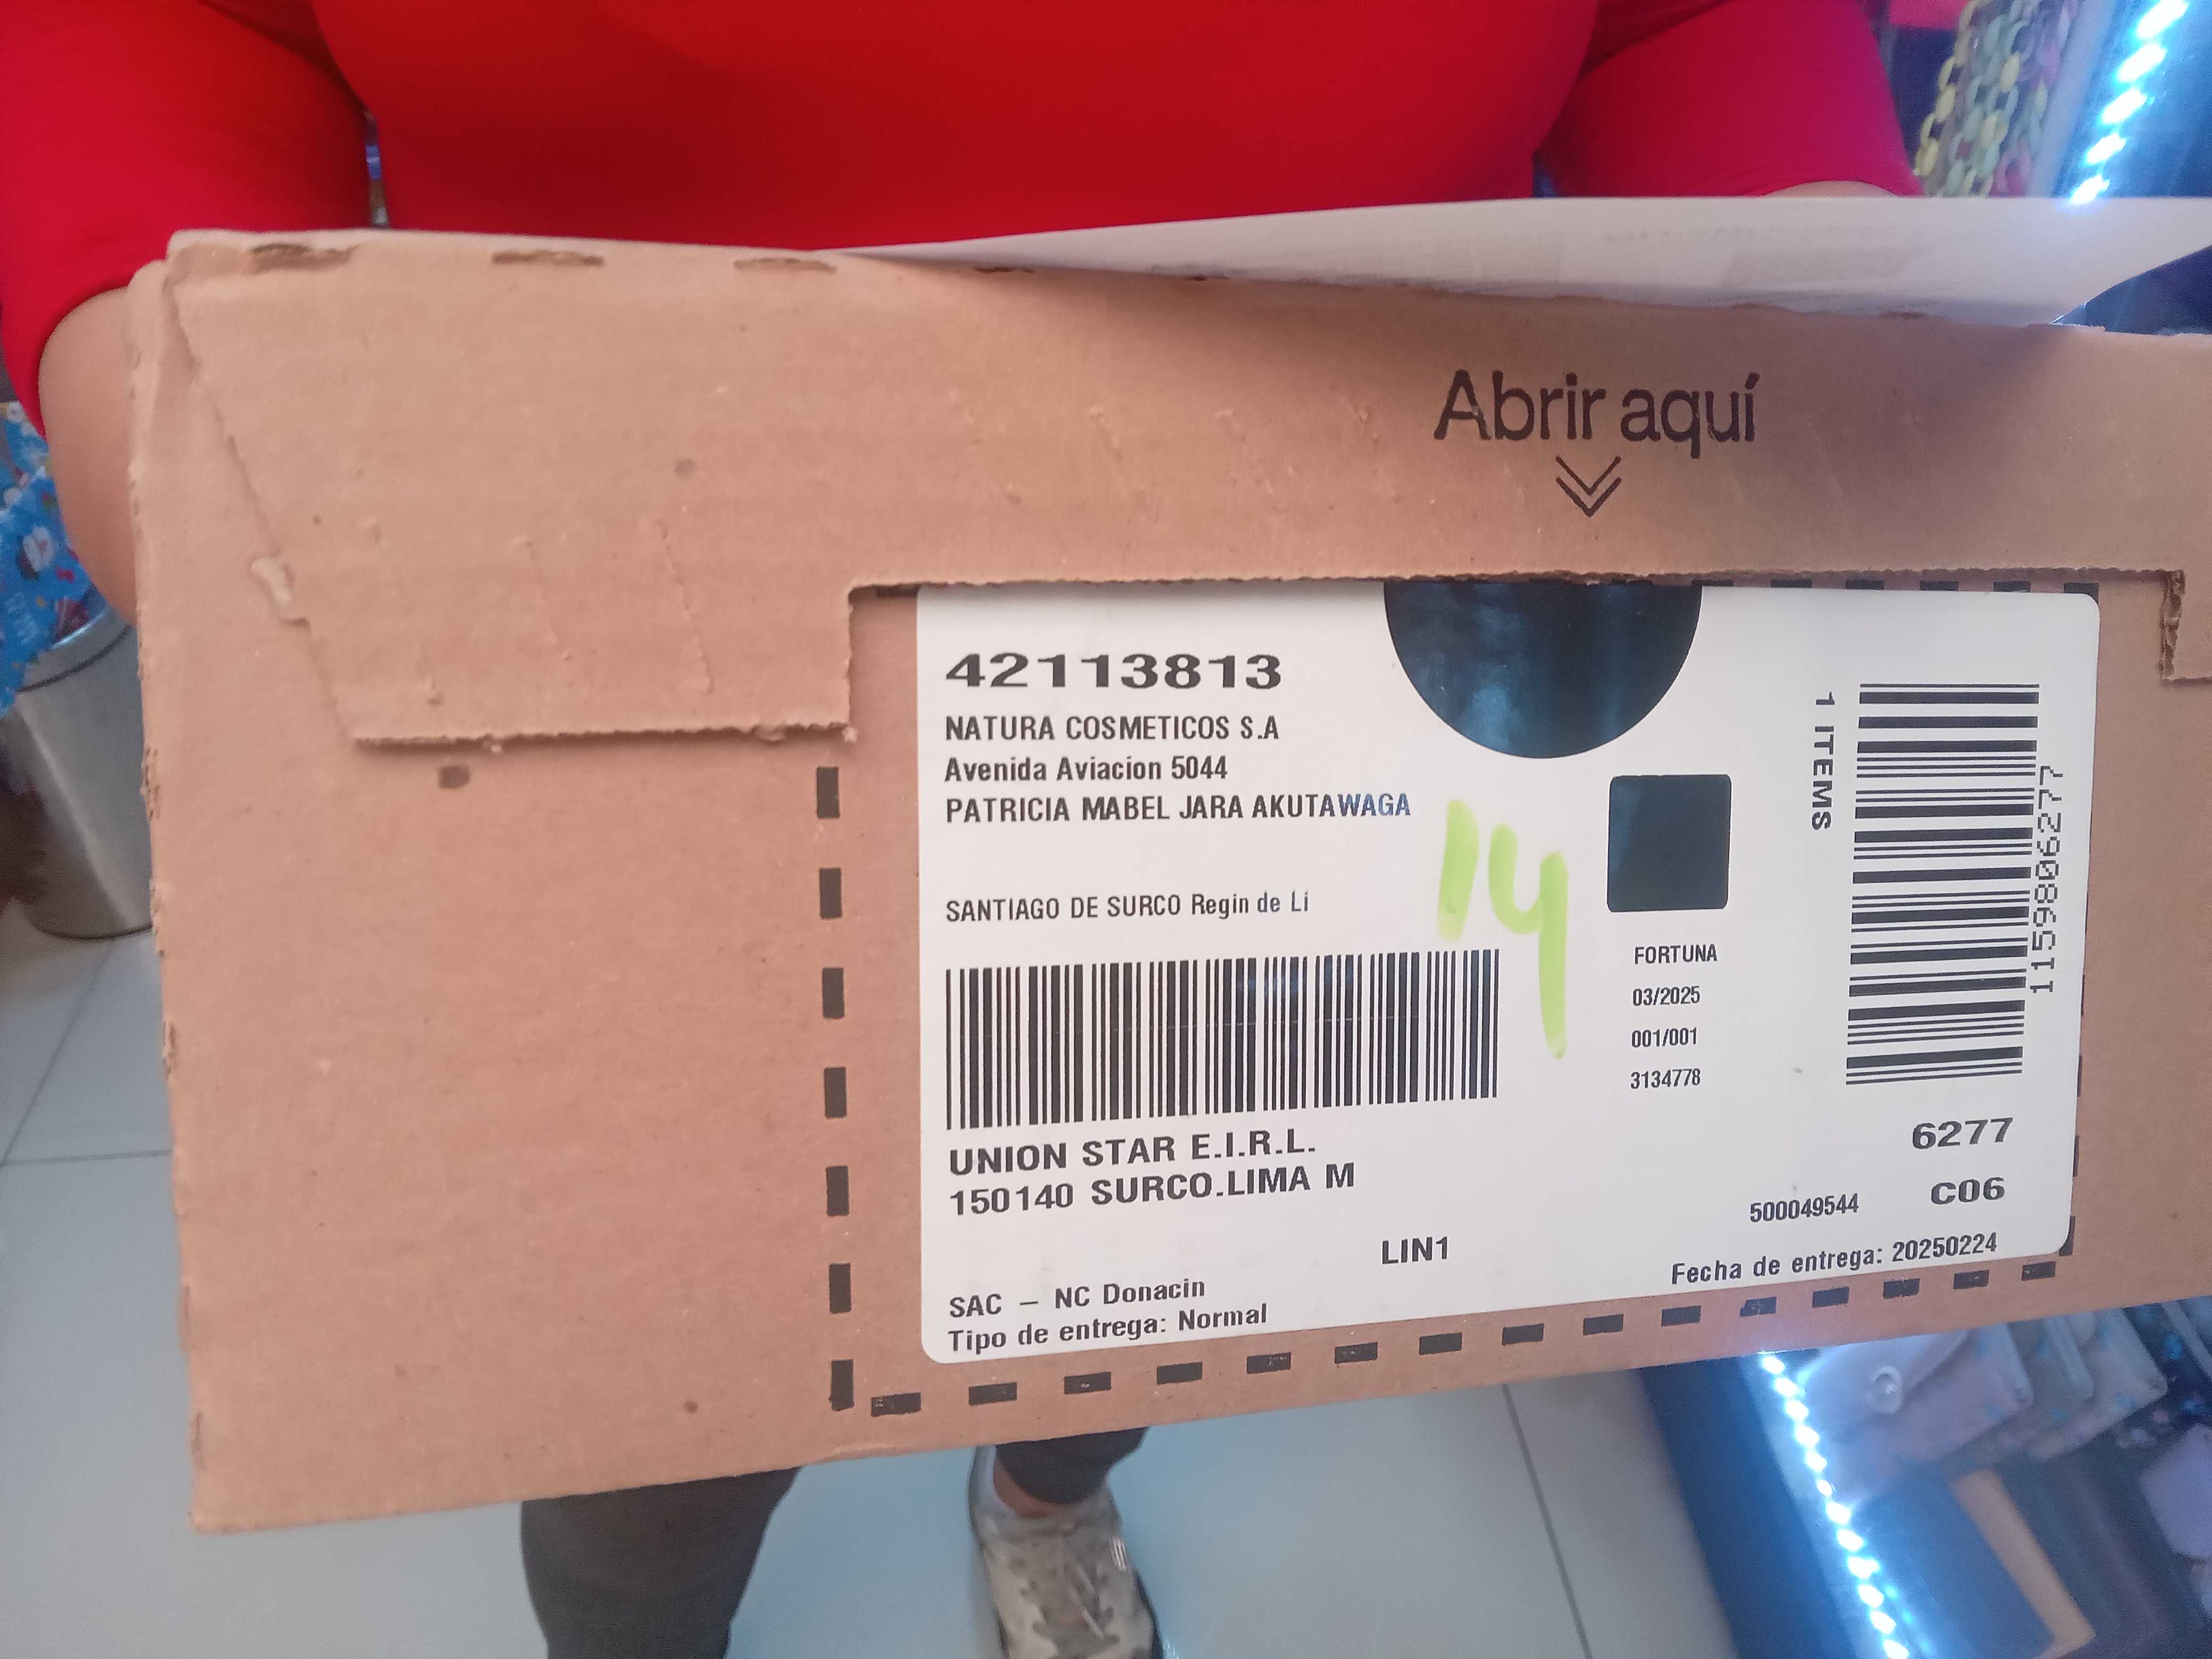 Abrir aquí
42113813
NATURA COSMETICOS S.A
Avenida Aviacion 5044
PATRICIA MABEL JARA AKUTAWAGA
14
SANTIAGO DE SURCO Regin de Li
UNION STAR E.I.R.L.
150140 SURCO.LIMA M
LIN1
SAC – NC Donacin
Tipo de entrega: Normal
FORTUNA
03/2025
001/001
3134778
1 ITEMS
1159806277
6277
C06
500049544
Fecha de entrega: 20250224